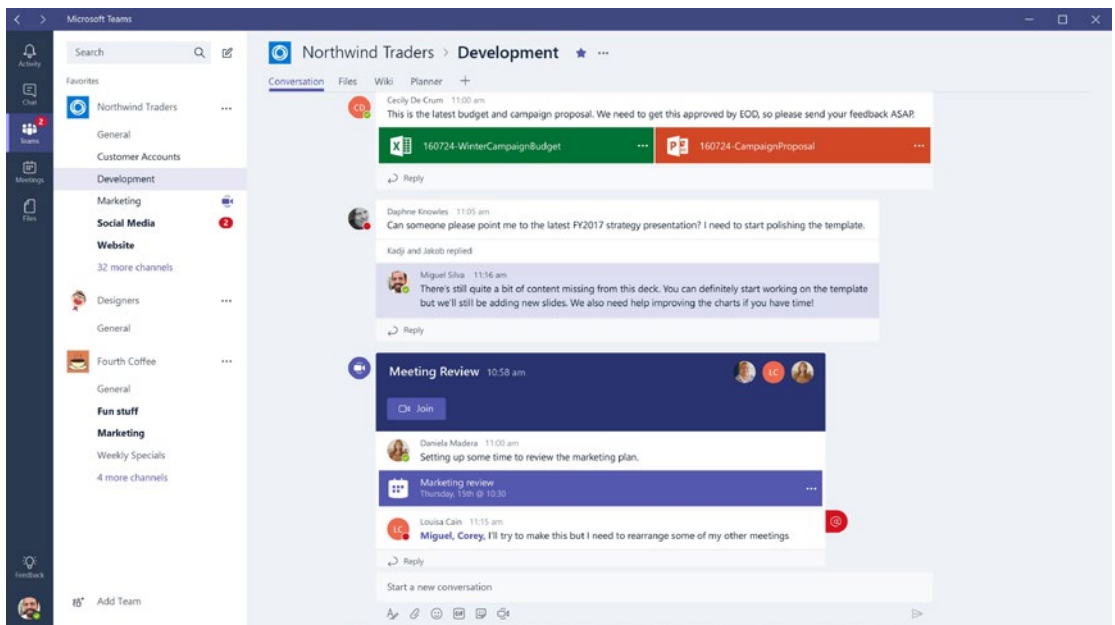 Microsoft Teams
Activity
Chat
2
Teams
Meetings
Files
Feedback
Search
Favorites
Northwind Traders
General
Customer Accounts
Development
Marketing
Social Media 2
Website
32 more channels
Designers
General
Fourth Coffee
General
Fun stuff
Marketing
Weekly Specials
4 more channels
Add Team
Northwind Traders > Development
Conversation Files Wiki Planner
CD
Cecily De Crum 11:00 am
This is the latest budget and campaign proposal. We need to get this approved by EOD, so please send your feedback ASAP.
160724-WinterCampaignBudget
160724-CampaignProposal
Reply
Daphne Knowles 11:05 am
Can someone please point me to the latest FY2017 strategy presentation? I need to start polishing the template.
Kadji and Jakob replied
Miguel Silva 11:16 am
There's still quite a bit of content missing from this deck. You can definitely start working on the template
but we'll still be adding new slides. We also need help improving the charts if you have time!
Reply
Meeting Review 10:58 am
LC
Join
Daniela Madera 11:00 am
Setting up some time to review the marketing plan.
Marketing review
Thursday, 15th @ 10:30
LC
Louisa Cain 11:15 am
Miguel, Corey, I'll try to make this but I need to rearrange some of my other meetings
@
Reply
Start a new conversation
GIF